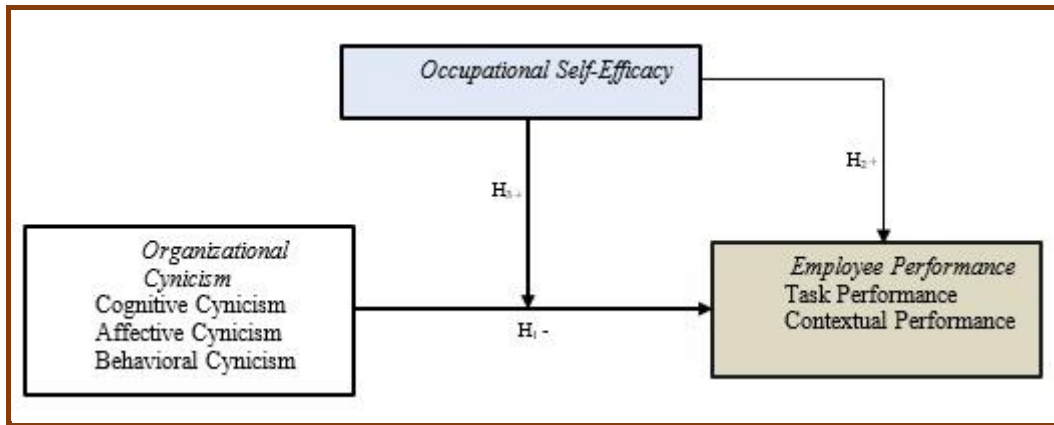 Occupational Self-Efficacy
H₂ +
H₃ +
Organizational
Cynicism
Cognitive Cynicism
Affective Cynicism
Behavioral Cynicism
H₁ -
Employee Performance
Task Performance
Contextual Performance